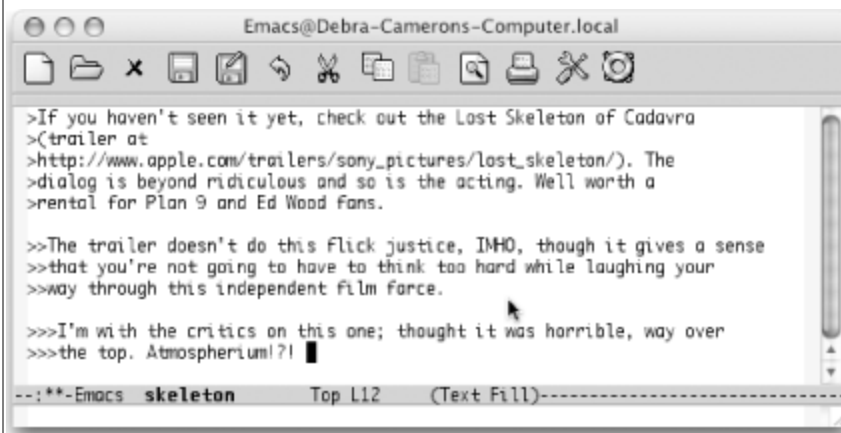 Emacs@Debra-Camerons-Computer.local
>If you haven't seen it yet, check out the Lost Skeleton of Cadavra
>(trailer at
>http://www.apple.com/trailers/sony_pictures/lost_skeleton/). The
>dialog is beyond ridiculous and so is the acting. Well worth a
>rental for Plan 9 and Ed Wood fans.
>>The trailer doesn't do this flick justice, IMHO, though it gives a sense
>>that you're not going to have to think too hard while laughing your
>>way through this independent film farce.
>>>I'm with the critics on this one; thought it was horrible, way over
>>>the top. Atmospherium!?!
--:**-Emacs  skeleton        Top L12     (Text Fill)------------------------------